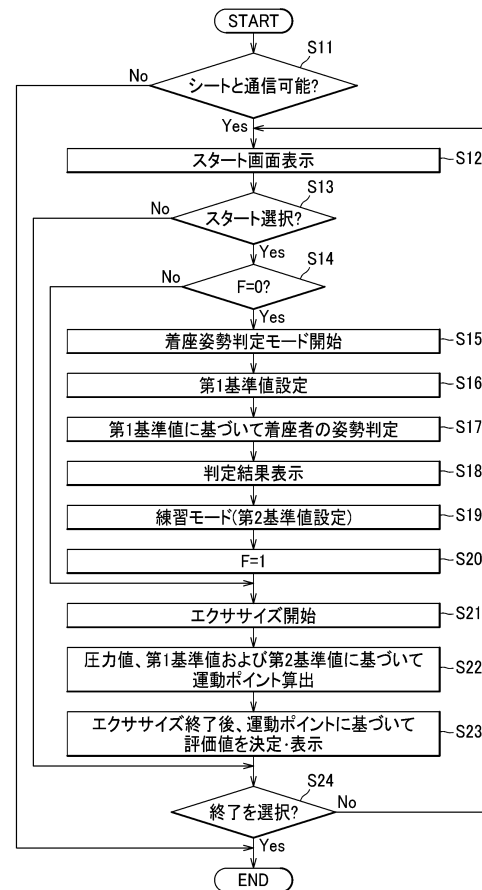 START
S11
No
シートと通信可能?
Yes
スタート画面表示
S12
S13
No
スタート選択?
Yes
S14
No
F=0?
Yes
着座姿勢判定モード開始
S15
第1基準値設定
S16
第1基準値に基づいて着座者の姿勢判定
S17
判定結果表示
S18
練習モード(第2基準値設定)
S19
F=1
S20
エクササイズ開始
S21
圧力値、第1基準値および第2基準値に基づいて
運動ポイント算出
S22
エクササイズ終了後、運動ポイントに基づいて
評価値を決定・表示
S23
S24
終了を選択?
No
Yes
END